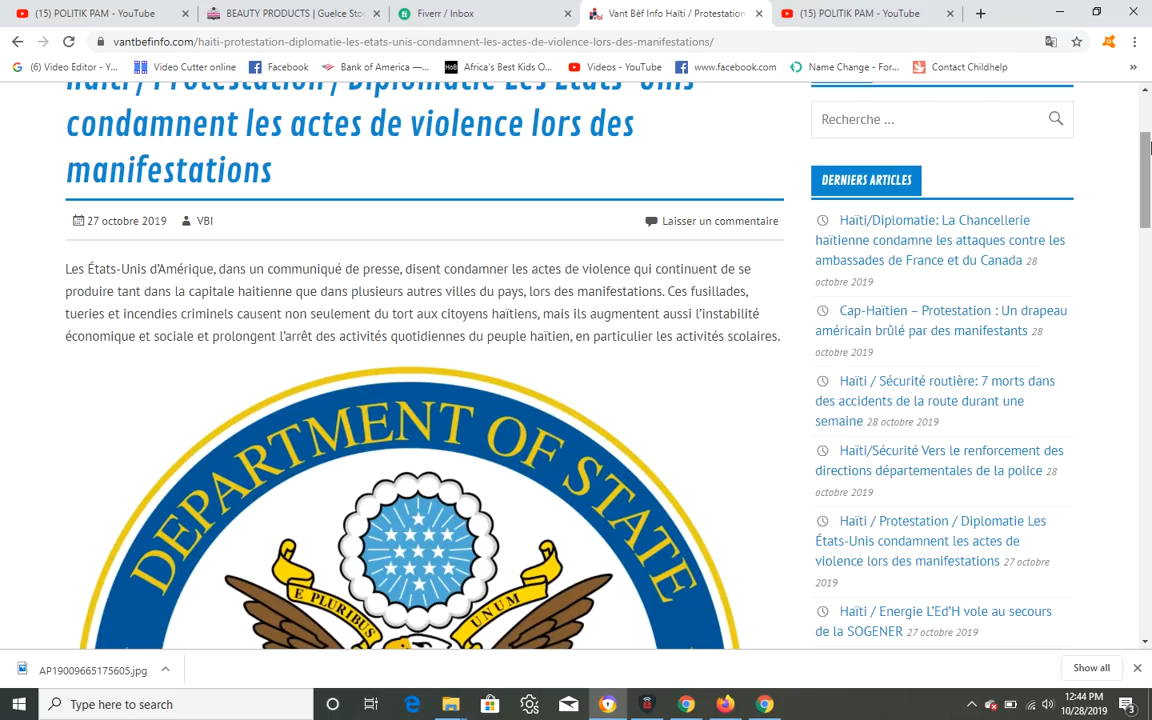 (15) POLITIK PAM - YouTube
BEAUTY PRODUCTS | Guelce Sto
Fiverr / Inbox
Vant Bèf Info Haïti / Protestation
(15) POLITIK PAM - YouTube
vantbefinfo.com/haiti-protestation-diplomatie-les-etats-unis-condamnent-les-actes-de-violence-lors-des-manifestations/
(6) Video Editor - Y...
Video Cutter online
Facebook
Bank of America —...
Africa's Best Kids O...
Videos - YouTube
www.facebook.com
Name Change - For...
Contact Childhelp
»
Haïti / Protestation / Diplomatie Les États-Unis
condamnent les actes de violence lors des
manifestations
27 octobre 2019 VBI Laisser un commentaire
Les États-Unis d'Amérique, dans un communiqué de presse, disent condamner les actes de violence qui continuent de se
produire tant dans la capitale haitienne que dans plusieurs autres villes du pays, lors des manifestations. Ces fusillades,
tueries et incendies criminels causent non seulement du tort aux citoyens haïtiens, mais ils augmentent aussi l'instabilité
économique et sociale et prolongent l'arrêt des activités quotidiennes du peuple haïtien, en particulier les activités scolaires.
DEPARTMENT OF STATE
E PLURIBUS
UNUM
Recherche …
DERNIERS ARTICLES
Haïti/Diplomatie: La Chancellerie
haïtienne condamne les attaques contre les
ambassades de France et du Canada 28
octobre 2019
Cap-Haïtien – Protestation : Un drapeau
américain brûlé par des manifestants 28
octobre 2019
Haïti / Sécurité routière: 7 morts dans
des accidents de la route durant une
semaine 28 octobre 2019
Haïti/Sécurité Vers le renforcement des
directions départementales de la police 28
octobre 2019
Haïti / Protestation / Diplomatie Les
États-Unis condamnent les actes de
violence lors des manifestations 27 octobre
2019
Haïti / Energie L'Ed'H vole au secours
de la SOGENER 27 octobre 2019
AP19009665175605.jpg
Show all
Type here to search
12:44 PM
10/28/2019
3